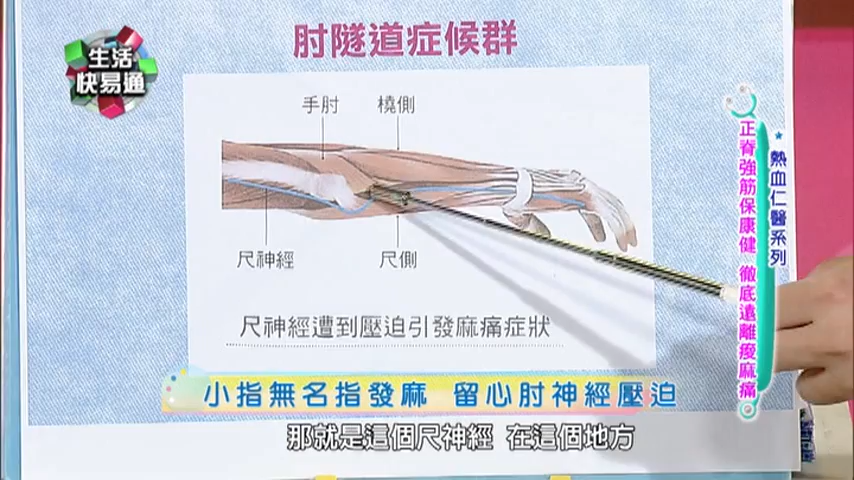 肘隧道症候群
生活
快易通
手肘
橈側
尺神經
尺側
尺神經遭到壓迫引發麻痛症狀
熱血仁醫系列
正脊強筋保康健 徹底遠離痠麻痛
小指無名指發麻 留心肘神經壓迫
那就是這個尺神經 在這個地方